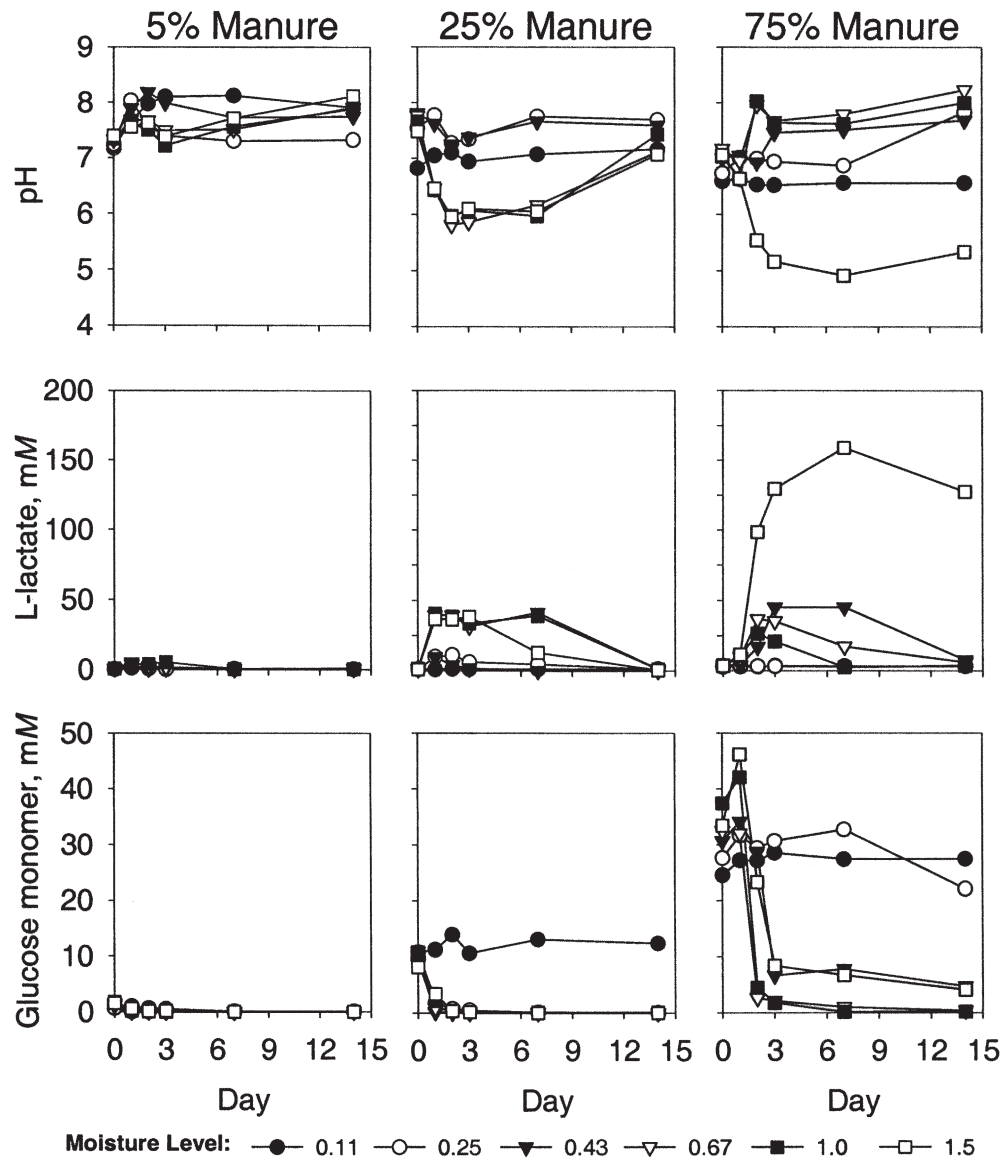 5% Manure 25% Manure 75% Manure
9
8
7
6
5
4
pH
200
150
100
50
0
L-lactate, mM
50
40
30
20
10
0
Glucose monomer, mM
0 3 6 9 12 15 0 3 6 9 12 15 0 3 6 9 12 15
Day Day Day
Moisture Level: 0.11 0.25 0.43 0.67 1.0 1.5